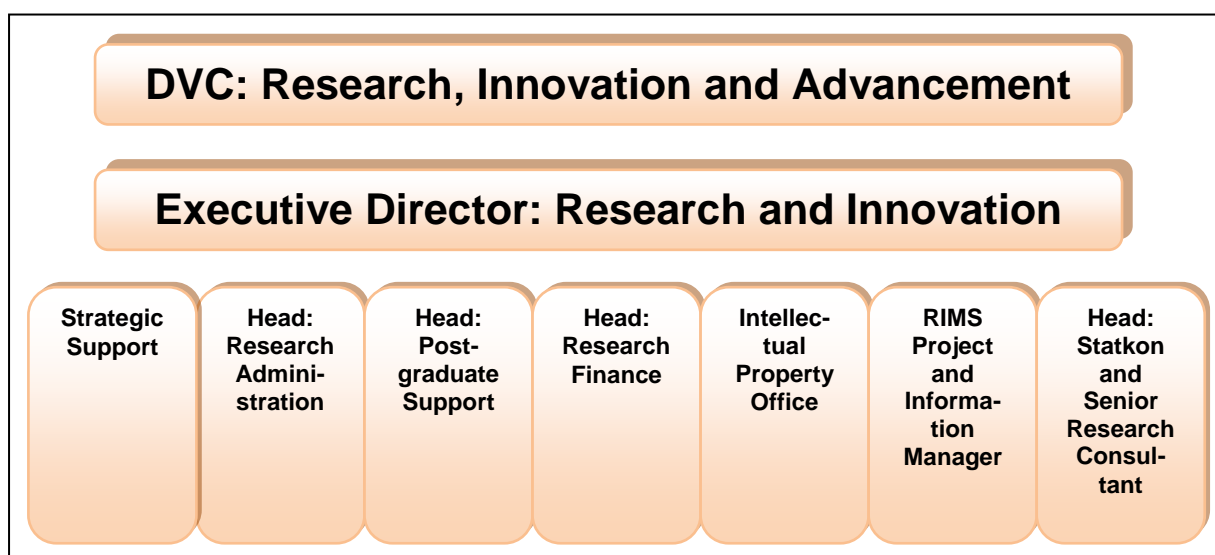 DVC: Research, Innovation and Advancement
Executive Director: Research and Innovation
Strategic
Support
Head:
Research
Admini-
stration
Head:
Post-
graduate
Support
Head:
Research
Finance
Intellec-
tual
Property
Office
RIMS
Project
and
Informa-
tion
Manager
Head:
Statkon
and
Senior
Research
Consul-
tant